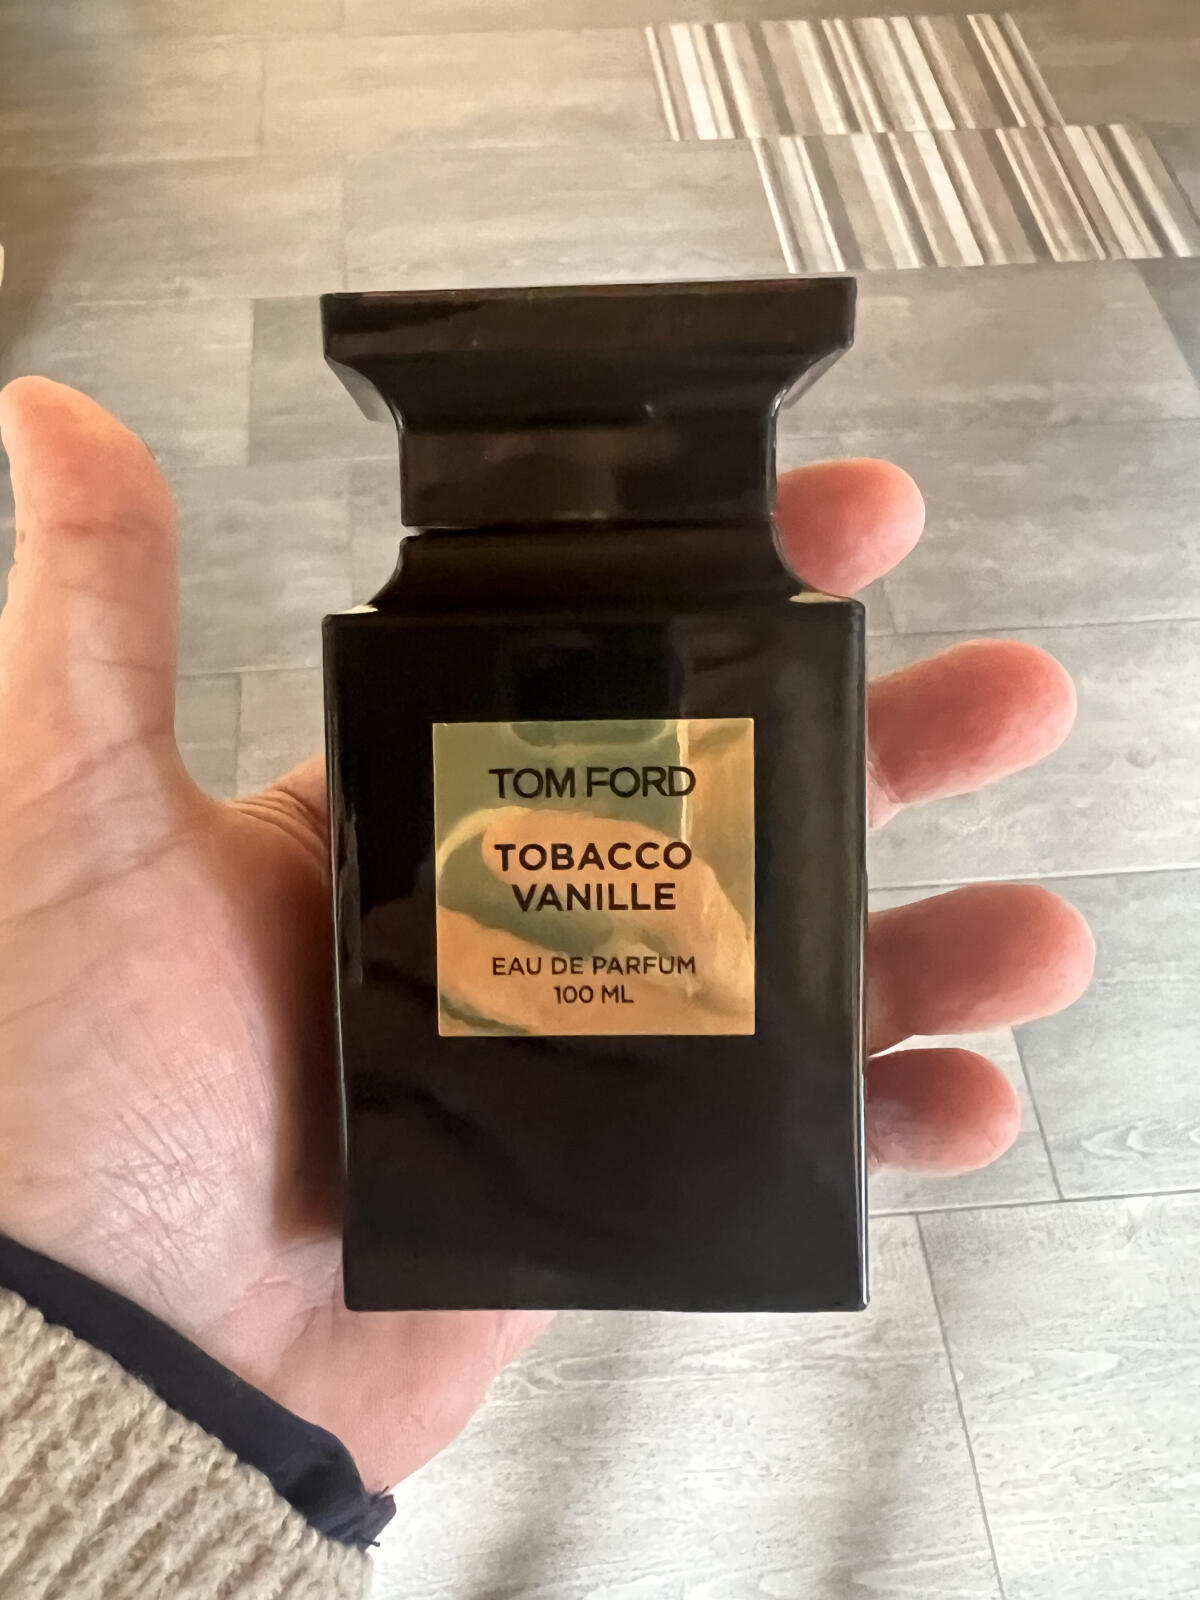 TOM FORD
TOBACCO
VANILLE
EAU DE PARFUM
100 ML